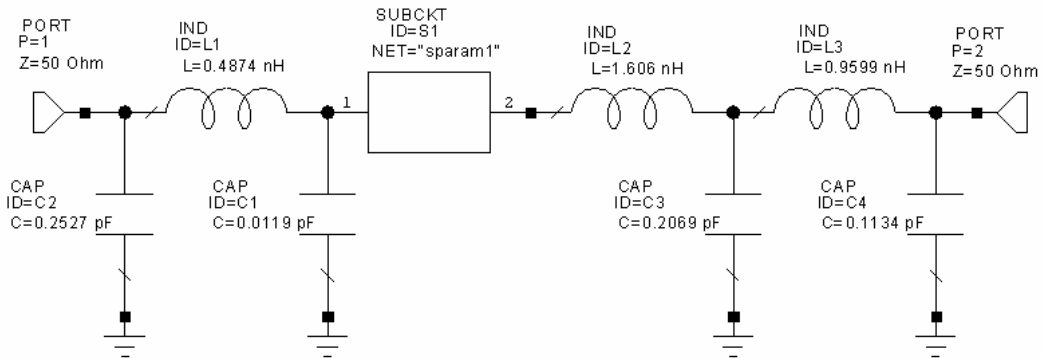 PORT
P=1
Z=50 Ohm
IND
ID=L1
L=0.4874 nH
SUBCKT
ID=S1
NET="sparam1"
IND
ID=L2
L=1.606 nH
IND
ID=L3
L=0.9599 nH
PORT
P=2
Z=50 Ohm
1
2
CAP
ID=C2
C=0.2527 pF
CAP
ID=C1
C=0.0119 pF
CAP
ID=C3
C=0.2069 pF
CAP
ID=C4
C=0.1134 pF